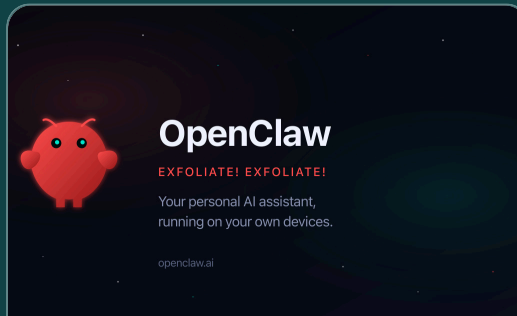 OpenClaw
EXFOLIATE! EXFOLIATE!
Your personal AI assistant,
running on your own devices.
openclaw.ai